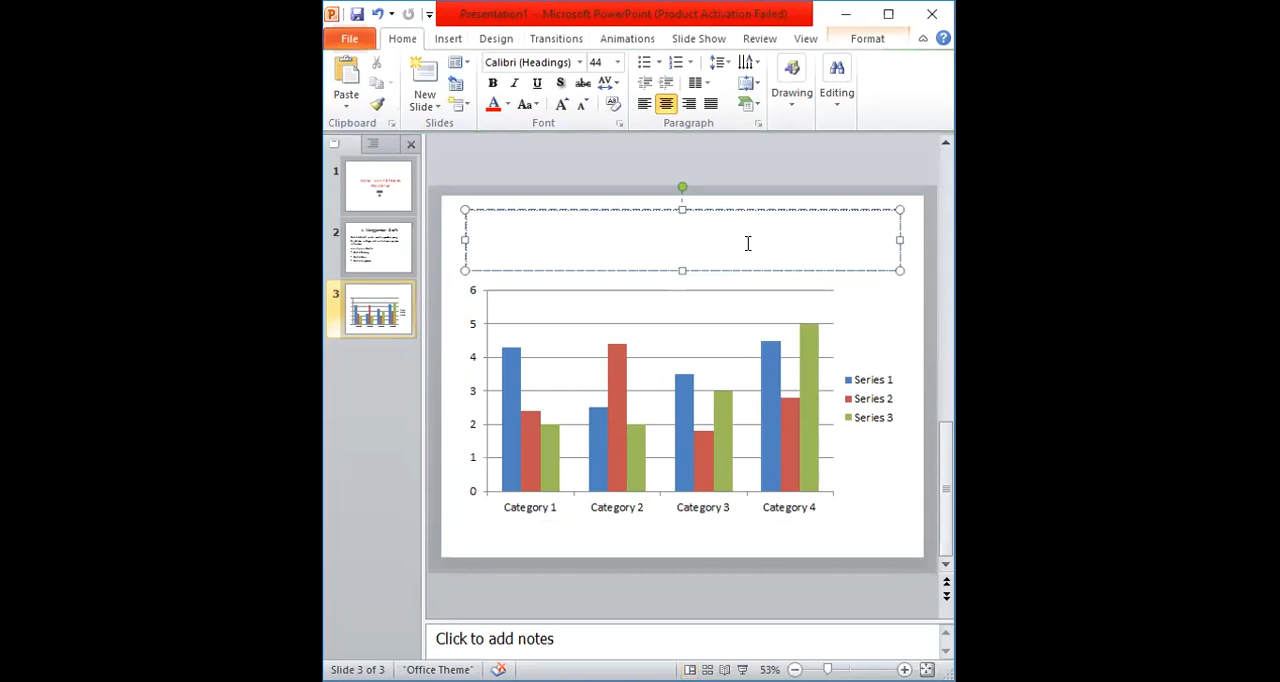 Presentation1 - Microsoft PowerPoint (Product Activation Failed)
File Home Insert Design Transitions Animations Slide Show Review View Format
Calibri (Headings) 44
Paste New Slide B I U S abc AV A Aa A A Drawing Editing
Clipboard Slides Font Paragraph
1
2
3
6
5
4
3
2
1
0
Series 1
Series 2
Series 3
Category 1 Category 2 Category 3 Category 4
Click to add notes
Slide 3 of 3 "Office Theme" 53%